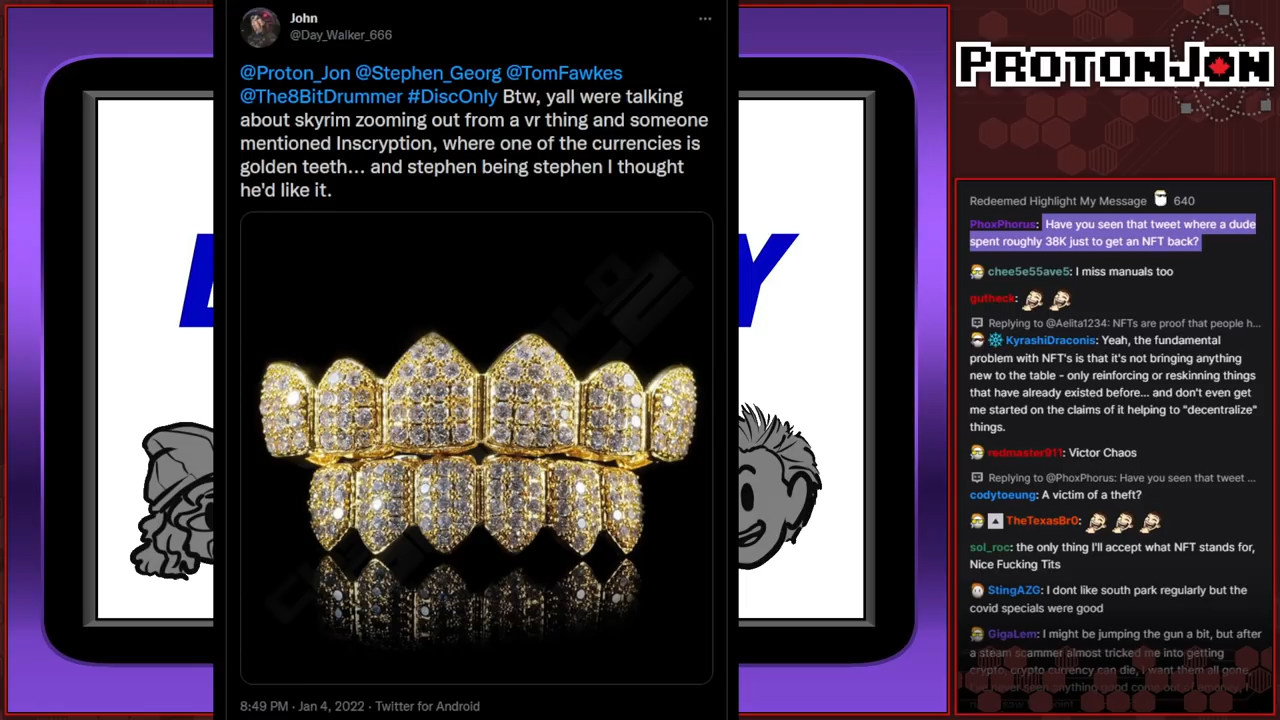 John
@Day_Walker_666
@Proton_Jon @Stephen_Georg @TomFawkes
@The8BitDrummer #DiscOnly Btw, yall were talking
about skyrim zooming out from a vr thing and someone
mentioned Inscryption, where one of the currencies is
golden teeth... and stephen being stephen I thought
he'd like it.
8:49 PM · Jan 4, 2022 · Twitter for Android
PROTONJON
Redeemed Highlight My Message 640
PhoxPhorus: Have you seen that tweet where a dude
spent roughly 38K just to get an NFT back?
chee5e55ave5: I miss manuals too
gutheck:
Replying to @Aelita1234: NFTs are proof that people h...
KyrashiDraconis: Yeah, the fundamental
problem with NFT's is that it's not bringing anything
new to the table - only reinforcing or reskinning things
that have already existed before... and don't even get
me started on the claims of it helping to "decentralize"
things.
redmaster911: Victor Chaos
Replying to @PhoxPhorus: Have you seen that tweet ...
codytoeung: A victim of a theft?
TheTexasBr0:
sol_roc: the only thing I'll accept what NFT stands for,
Nice Fucking Tits
StingAZG: I dont like south park regularly but the
covid specials were good
GigaLem: I might be jumping the gun a bit, but after
a steam scammer almost tricked me into getting
crypto, crypto currency can die, I want them all gone,
I've never seen anything good come out of